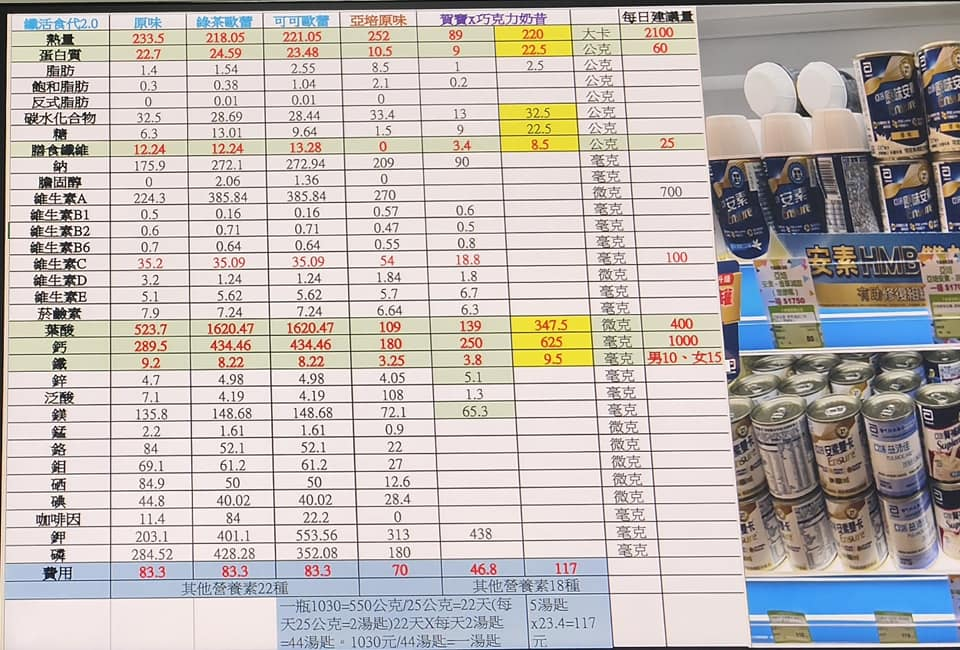 纖活食代2.0 原味 綠茶歐蕾 可可歐蕾 亞培原味 賀寶x巧克力奶昔 每日建議量
熱量 233.5 218.05 221.05 252 89 220 大卡 2100
蛋白質 22.7 24.59 23.48 10.5 9 22.5 公克 60
脂肪 1.4 1.54 2.55 8.5 1 2.5 公克
飽和脂肪 0.3 0.38 1.04 2.1 0.2 公克
反式脂肪 0 0.01 0.01 0 公克
碳水化合物 32.5 28.69 28.44 33.4 13 32.5 公克
糖 6.3 13.01 9.64 1.5 9 22.5 公克
膳食纖維 12.24 12.24 13.28 0 3.4 8.5 公克 25
鈉 175.9 272.1 272.94 209 90 毫克
膽固醇 0 2.06 1.36 0 毫克
維生素A 224.3 385.84 385.84 270 微克 700
維生素B1 0.5 0.16 0.16 0.57 0.6 毫克
維生素B2 0.6 0.71 0.71 0.47 0.5 毫克
維生素B6 0.7 0.64 0.64 0.55 0.8 毫克
維生素C 35.2 35.09 35.09 54 18.8 毫克 100
維生素D 3.2 1.24 1.24 1.84 1.8 微克
維生素E 5.1 5.62 5.62 5.7 6.7 毫克
菸鹼素 7.9 7.24 7.24 6.64 6.3 毫克
葉酸 523.7 1620.47 1620.47 109 139 347.5 微克 400
鈣 289.5 434.46 434.46 180 250 625 毫克 1000
鐵 9.2 8.22 8.22 3.25 3.8 9.5 毫克 男10、女15
鋅 4.7 4.98 4.98 4.05 5.1 毫克
泛酸 7.1 4.19 4.19 108 1.3 毫克
鎂 135.8 148.68 148.68 72.1 65.3 毫克
錳 2.2 1.61 1.61 0.9 微克
鉻 84 52.1 52.1 22 微克
鉬 69.1 61.2 61.2 27 微克
硒 84.9 50 50 12.6 微克
碘 44.8 40.02 40.02 28.4 微克
咖啡因 11.4 84 22.2 0 毫克
鉀 203.1 401.1 553.56 313 438 毫克
磷 284.52 428.28 352.08 180 毫克
費用 83.3 83.3 83.3 70 46.8 117
其他營養素22種 其他營養素18種
一瓶1030=550公克/25公克=22天(每
天25公克=2湯匙)22天X每天2湯匙
=44湯匙。1030元/44湯匙=一湯匙
5湯匙
x23.4=117
元
安素HMB
Ensure
Ensure
Ensure
Ensure
$1750